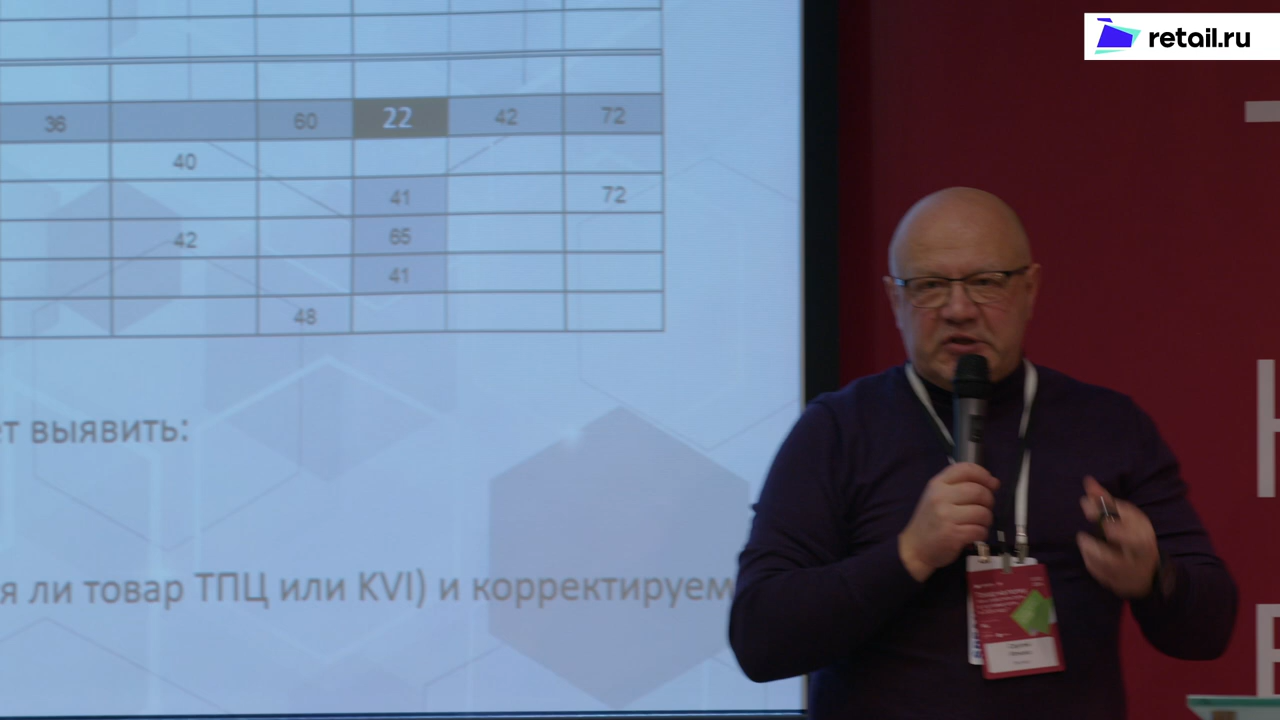 retail.ru
36 60 22 42 72
40
41 72
42 65
41
48
ет выявить:
я ли товар ТПЦ или KVI) и корректируем